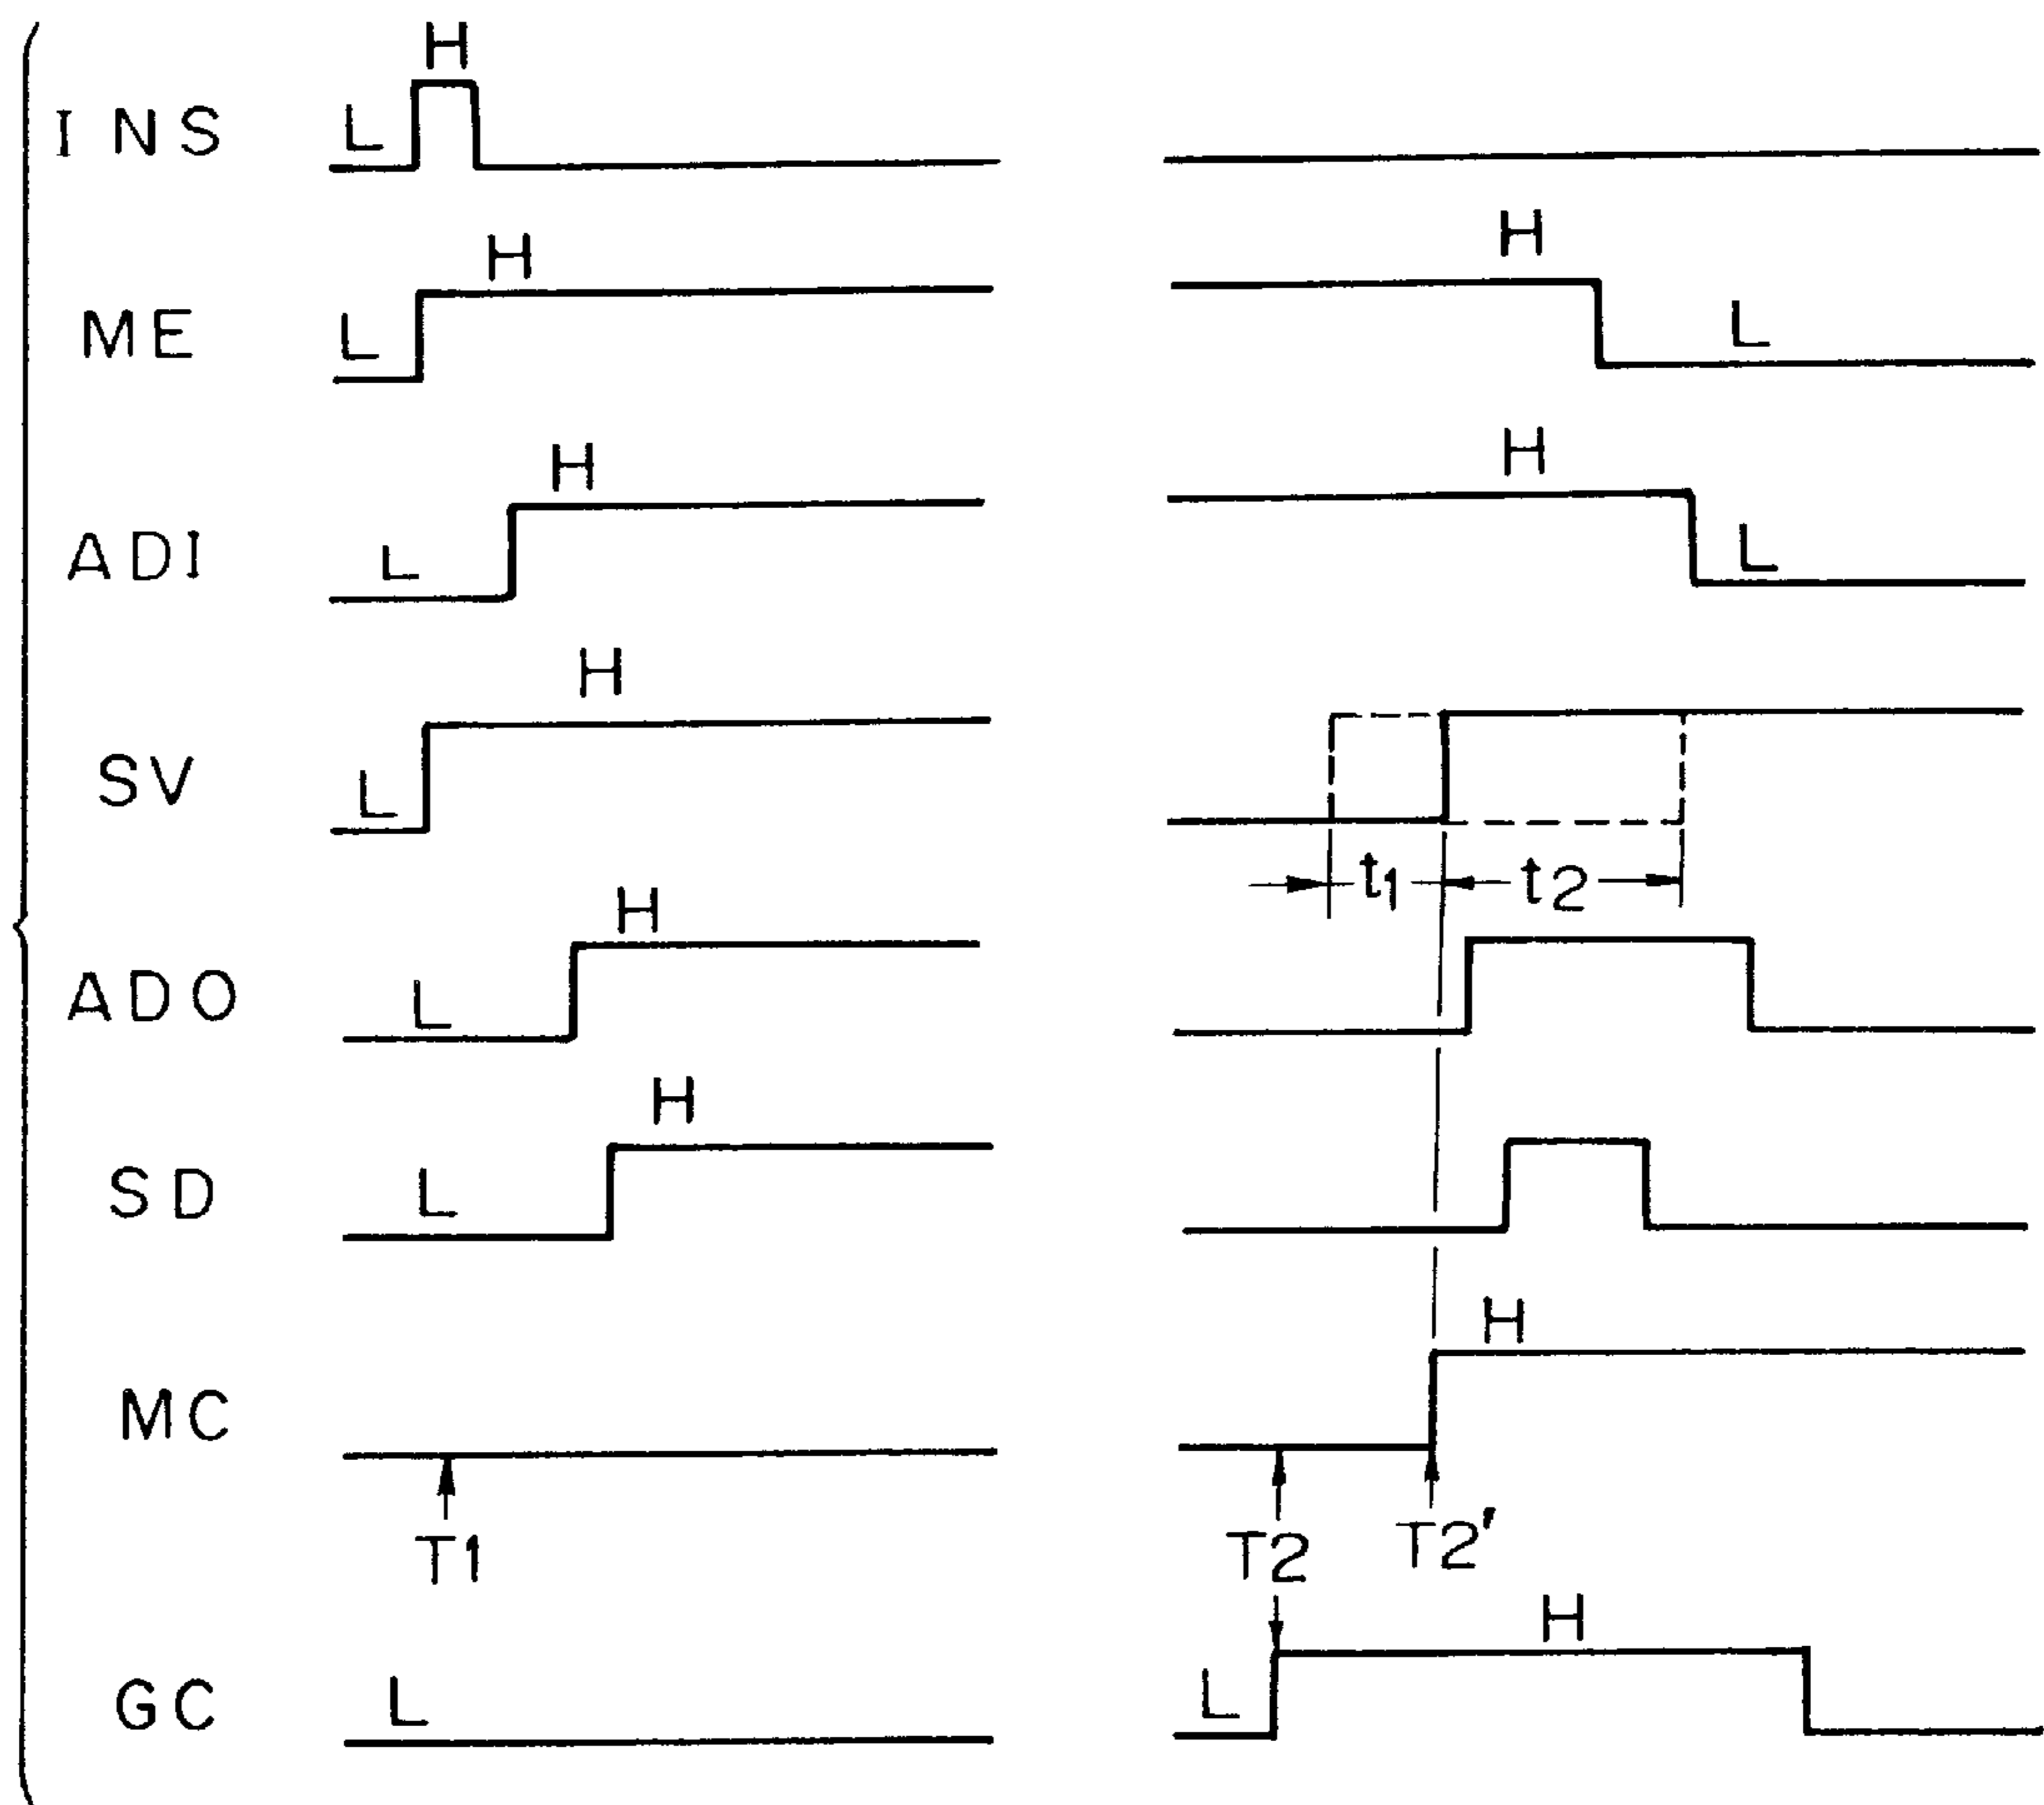 H
INS L
H H
ME L L
H H
ADI L L
H
SV L
t1 t2
H
ADO L
H
SD L
H
MC
T1 T2 T2'
H
GC L L